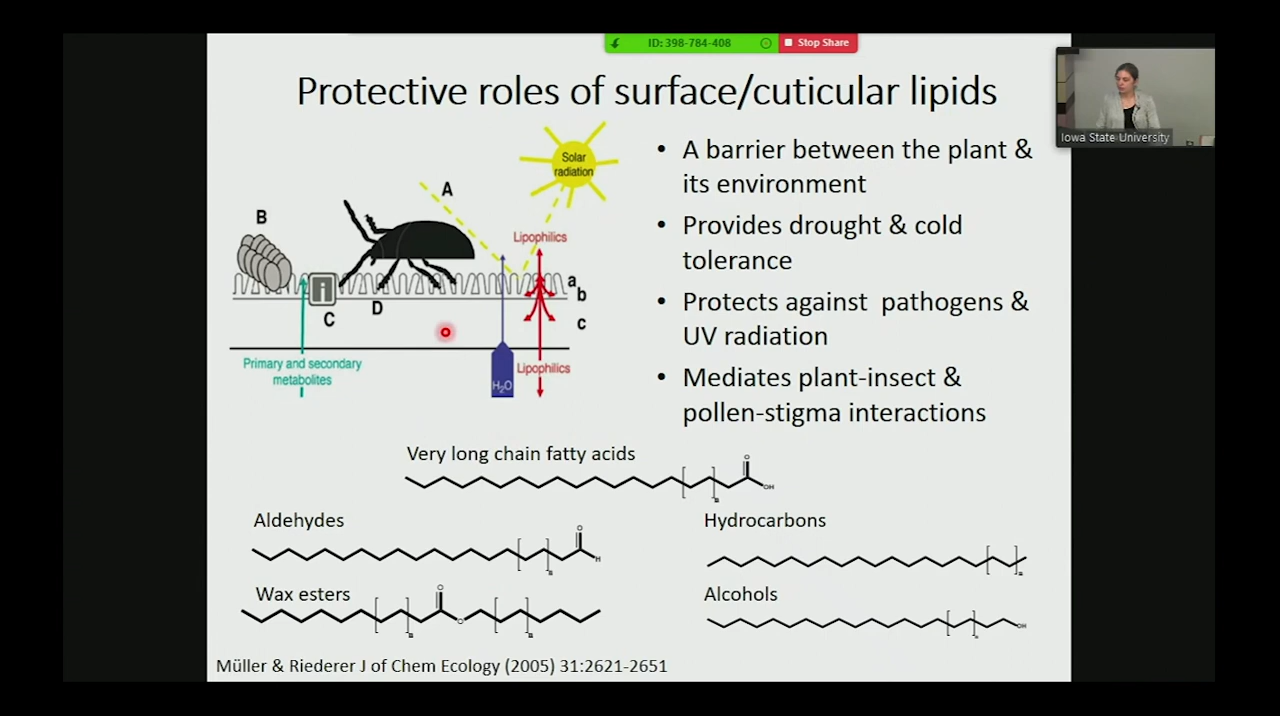 ID: 398-784-408
Stop Share
Protective roles of surface/cuticular lipids
Iowa State University
Solar
radiation
A
B
Lipophilics
a
b
c
i
C
D
Primary and secondary
metabolites
H₂O
Lipophilics
• A barrier between the plant &
its environment
• Provides drought & cold
tolerance
• Protects against pathogens &
UV radiation
• Mediates plant-insect &
pollen-stigma interactions
Very long chain fatty acids
O
OH
n
Aldehydes
O
H
n
Hydrocarbons
n
Wax esters
O
O
n
n
Alcohols
OH
n
Müller & Riederer J of Chem Ecology (2005) 31:2621-2651